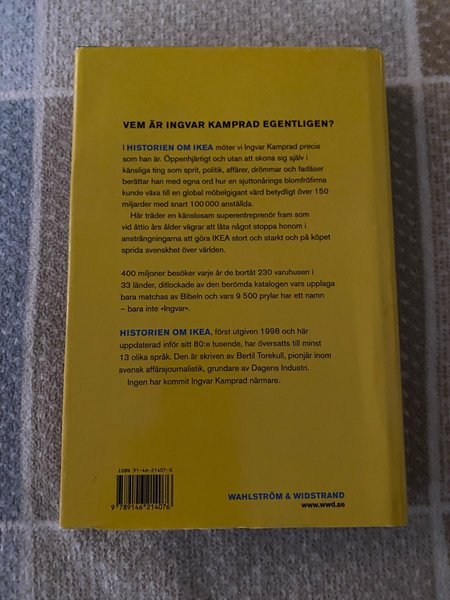 VEM ÄR INGVAR KAMPRAD EGENTLIGEN?
I HISTORIEN OM IKEA möter vi Ingvar Kamprad precis
som han är. Öppenhjärtigt och utan att skona sig själv i
känsliga ting som sprit, politik, affärer, drömmar och fadäser
berättar han med egna ord hur en sjuttonårings blomfröfirma
kunde växa till en global möbelgigant värd betydligt över 150
miljarder med snart 100 000 anställda.
Här träder en känslosam superentreprenör fram som
vid åttio års ålder vägrar att låta något stoppa honom i
ansträngningarna att göra IKEA stort och starkt och på köpet
sprida svenskhet över världen.
400 miljoner besöker varje år de bortåt 230 varuhusen i
33 länder, ditlockade av den berömda katalogen vars upplaga
bara matchas av Bibeln och vars 9 500 prylar har ett namn
– bara inte »Ingvar«.
HISTORIEN OM IKEA, först utgiven 1998 och här
uppdaterad inför sitt 80:e tusende, har översatts till minst
13 olika språk. Den är skriven av Bertil Torekull, pionjär inom
svensk affärsjournalistik, grundare av Dagens Industri.
Ingen har kommit Ingvar Kamprad närmare.
ISBN 91-46-21407-0
9 789146 214076
WAHLSTRÖM & WIDSTRAND
www.wwd.se